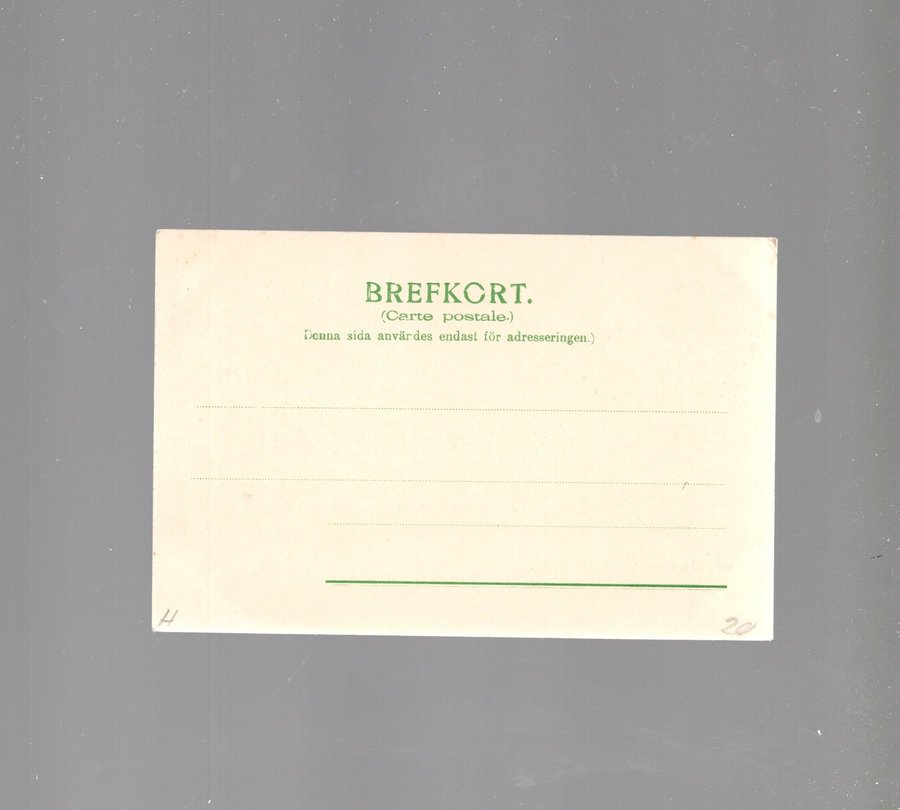 BREFKORT.
(Carte postale.)
Denna sida användes endast för adresseringen.)
H
20